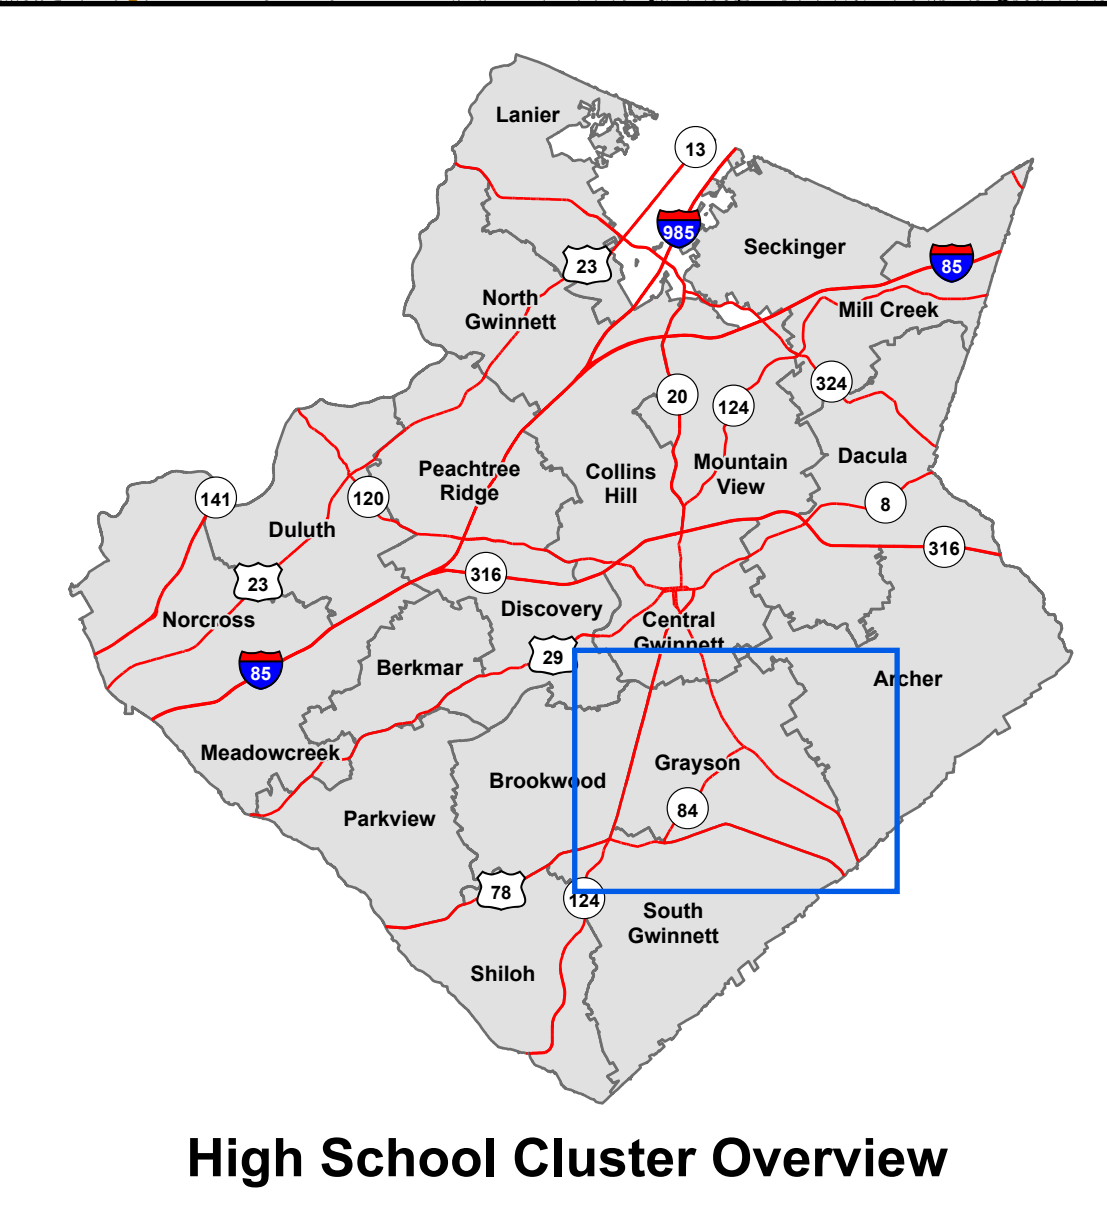 Lanier
13
985
Seckinger
85
23
North
Gwinnett
Mill Creek
324
20
124
Peachtree
Ridge
Collins
Hill
Mountain
View
Dacula
141
120
8
Duluth
316
316
23
Discovery
Norcross
Central
Gwinnett
29
85
Berkmar
Archer
Meadowcreek
Grayson
Brookwood
84
Parkview
78
124
South
Gwinnett
Shiloh
High School Cluster Overview